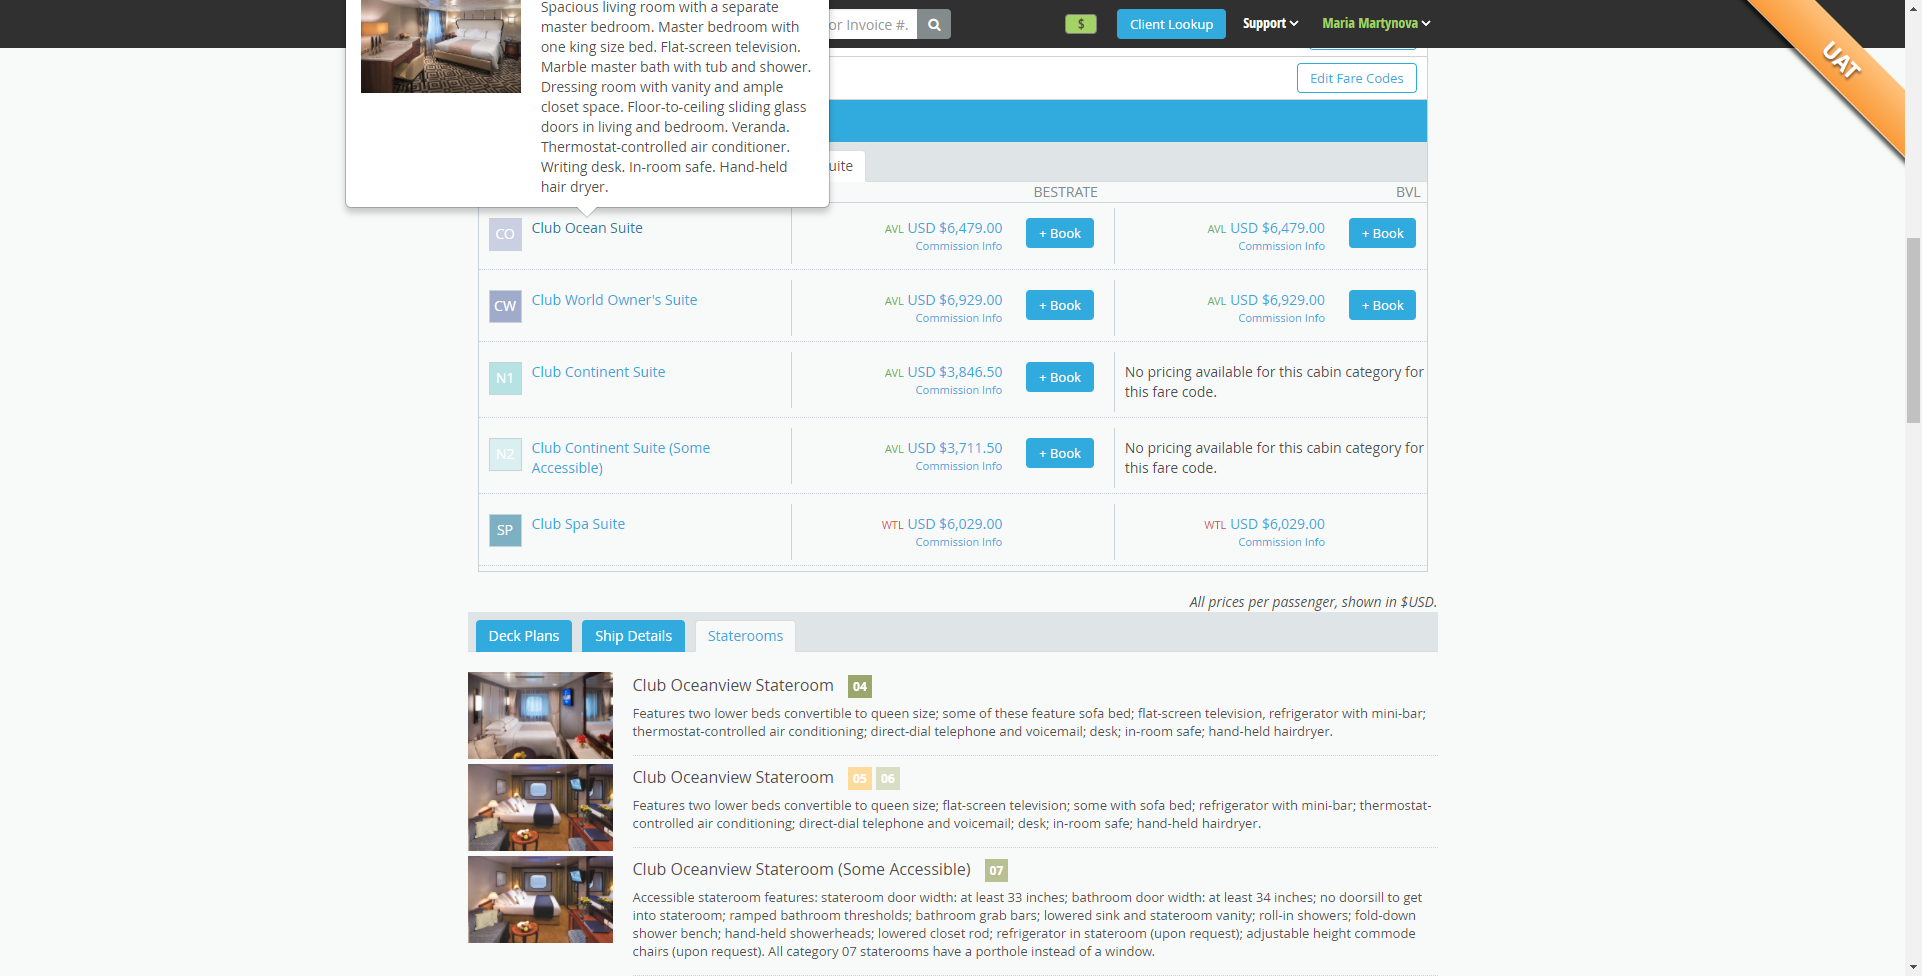 Spacious living room with a separate
master bedroom. Master bedroom with
one king size bed. Flat-screen television.
Marble master bath with tub and shower.
Dressing room with vanity and ample
closet space. Floor-to-ceiling sliding glass
doors in living and bedroom. Veranda.
Thermostat-controlled air conditioner.
Writing desk. In-room safe. Hand-held
hair dryer.
or Invoice #.
$
Client Lookup
Support
Maria Martynova
UAT
Edit Fare Codes
uite
BESTRATE
BVL
CO
Club Ocean Suite
AVL USD $6,479.00
Commission Info
+ Book
AVL USD $6,479.00
Commission Info
+ Book
CW
Club World Owner's Suite
AVL USD $6,929.00
Commission Info
+ Book
AVL USD $6,929.00
Commission Info
+ Book
N1
Club Continent Suite
AVL USD $3,846.50
Commission Info
+ Book
No pricing available for this cabin category for
this fare code.
N2
Club Continent Suite (Some
Accessible)
AVL USD $3,711.50
Commission Info
+ Book
No pricing available for this cabin category for
this fare code.
SP
Club Spa Suite
WTL USD $6,029.00
Commission Info
WTL USD $6,029.00
Commission Info
All prices per passenger, shown in $USD.
Deck Plans
Ship Details
Staterooms
Club Oceanview Stateroom 04
Features two lower beds convertible to queen size; some of these feature sofa bed; flat-screen television, refrigerator with mini-bar;
thermostat-controlled air conditioning; direct-dial telephone and voicemail; desk; in-room safe; hand-held hairdryer.
Club Oceanview Stateroom 05 06
Features two lower beds convertible to queen size; flat-screen television; some with sofa bed; refrigerator with mini-bar; thermostat-
controlled air conditioning; direct-dial telephone and voicemail; desk; in-room safe; hand-held hairdryer.
Club Oceanview Stateroom (Some Accessible) 07
Accessible stateroom features: stateroom door width: at least 33 inches; bathroom door width: at least 34 inches; no doorsill to get
into stateroom; ramped bathroom thresholds; bathroom grab bars; lowered sink and stateroom vanity; roll-in showers; fold-down
shower bench; hand-held showerheads; lowered closet rod; refrigerator in stateroom (upon request); adjustable height commode
chairs (upon request). All category 07 staterooms have a porthole instead of a window.